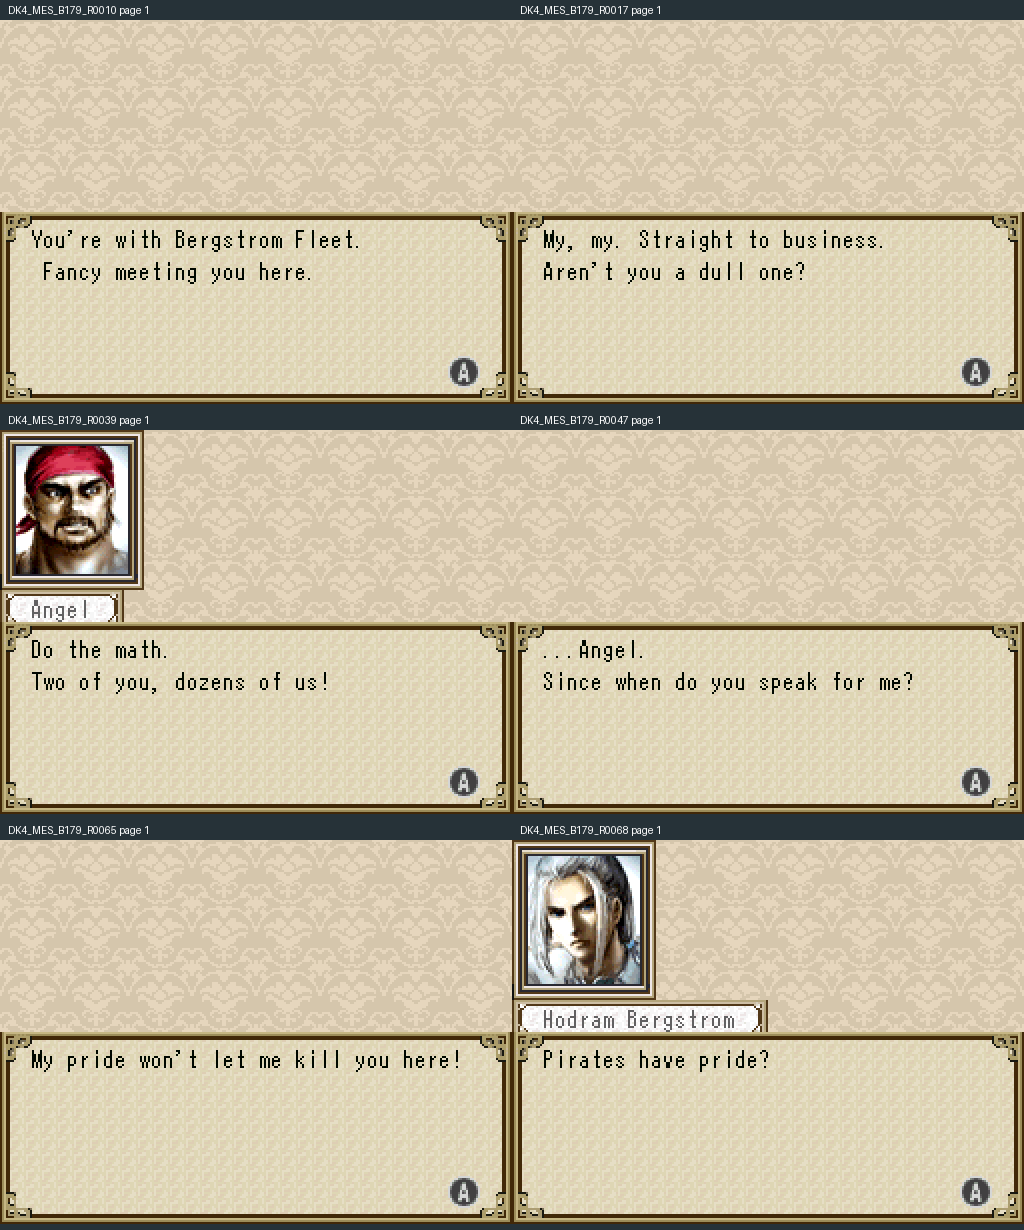 DK4_MES_B179_R0010 page 1
You're with Bergstrom Fleet.
Fancy meeting you here.
A
DK4_MES_B179_R0017 page 1
My, my. Straight to business.
Aren't you a dull one?
A
DK4_MES_B179_R0039 page 1
Angel
Do the math.
Two of you, dozens of us!
A
DK4_MES_B179_R0047 page 1
...Angel.
Since when do you speak for me?
A
DK4_MES_B179_R0065 page 1
My pride won't let me kill you here!
A
DK4_MES_B179_R0068 page 1
Hodram Bergstrom
Pirates have pride?
A